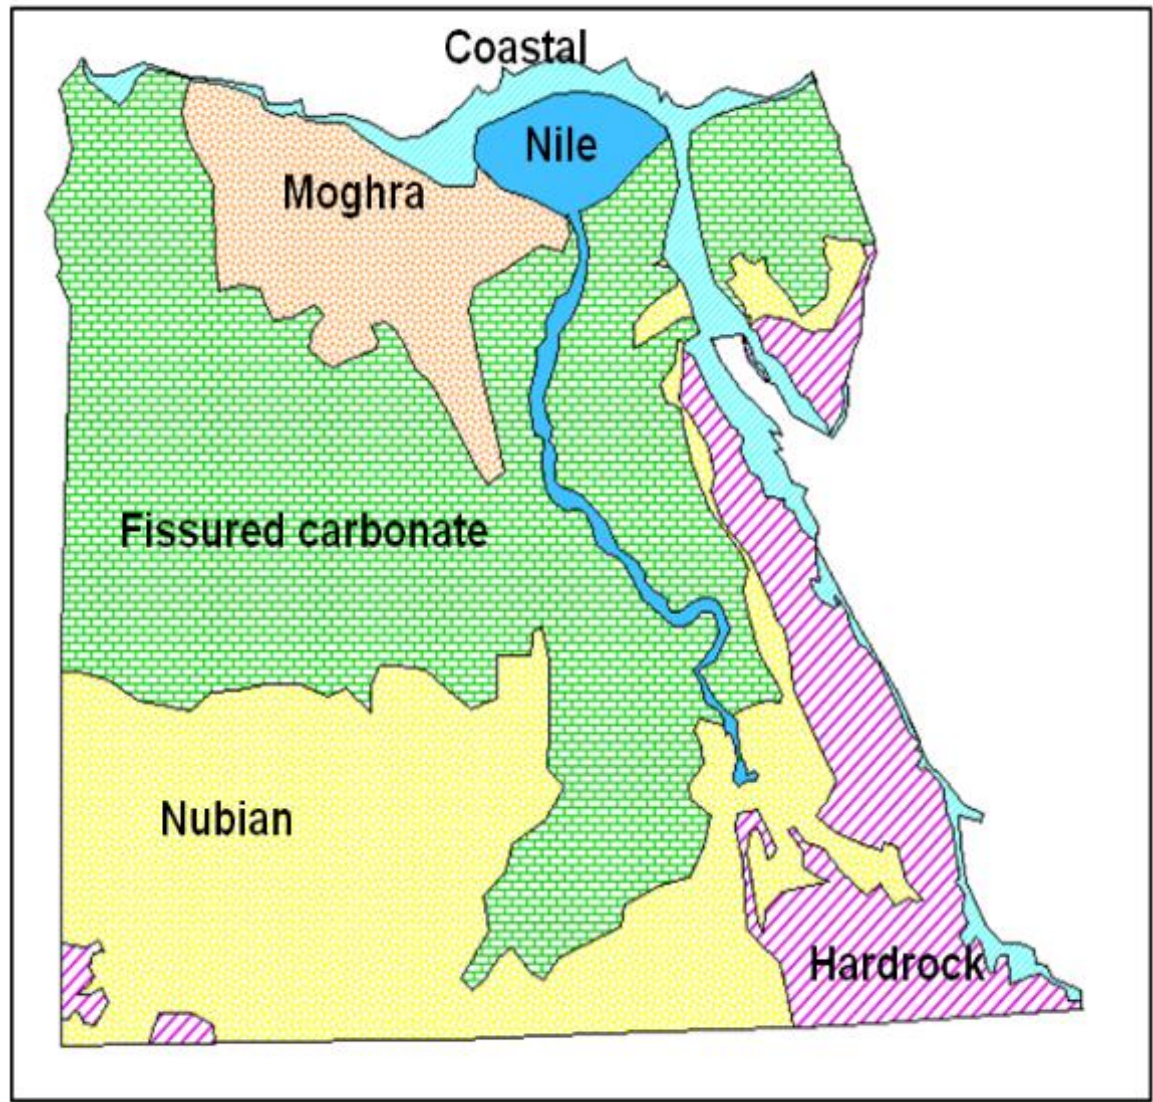 Coastal
Nile
Moghra
Fissured carbonate
Nubian
Hardrock